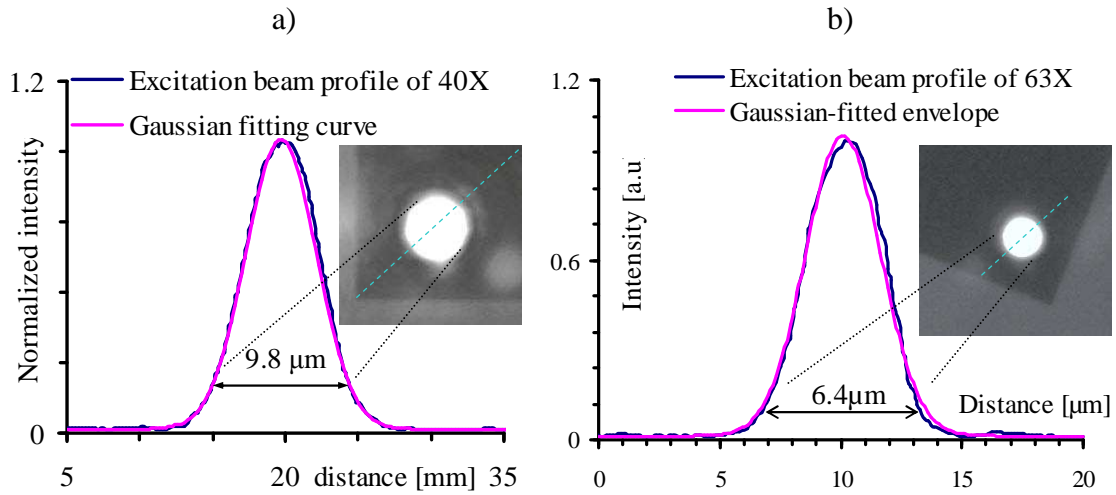 a)
1.2
Excitation beam profile of 40X
Gaussian fitting curve
Normalized intensity
9.8 μm
0
5
20
distance [mm]
35
b)
1.2
Excitation beam profile of 63X
Gaussian-fitted envelope
Intensity [a.u
0.6
6.4μm
Distance [μm]
0
0
5
10
15
20